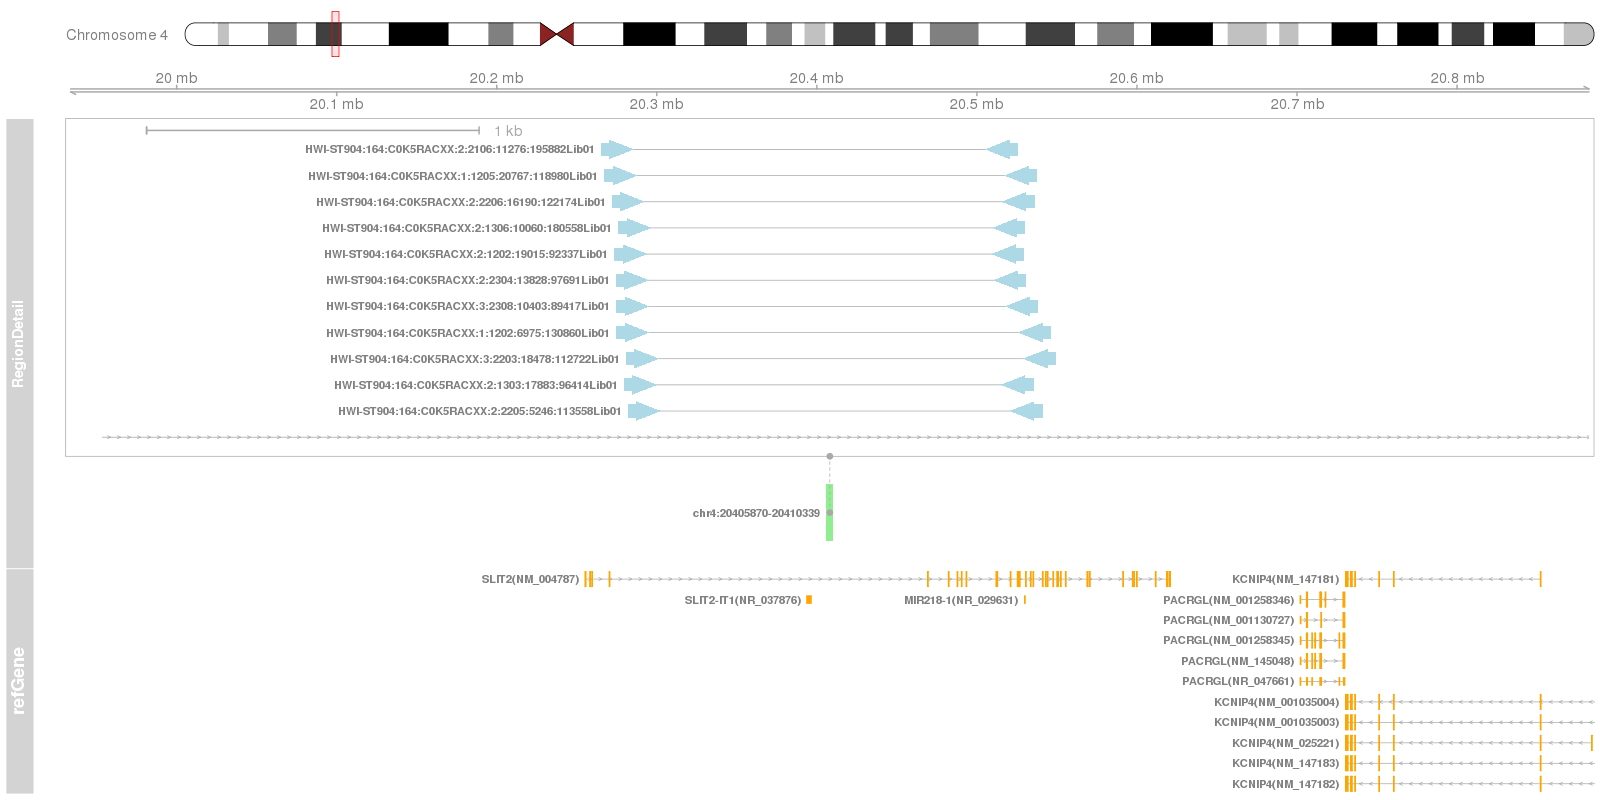 Chromosome 4
20 mb
20.2 mb
20.4 mb
20.6 mb
20.8 mb
20.1 mb
20.3 mb
20.5 mb
20.7 mb
RegionDetail
1 kb
HWI-ST904:164:C0K5RACXX:2:2106:11276:195882Lib01
HWI-ST904:164:C0K5RACXX:1:1205:20767:118980Lib01
HWI-ST904:164:C0K5RACXX:2:2206:16190:122174Lib01
HWI-ST904:164:C0K5RACXX:2:1306:10060:180558Lib01
HWI-ST904:164:C0K5RACXX:2:1202:19015:92337Lib01
HWI-ST904:164:C0K5RACXX:2:2304:13828:97691Lib01
HWI-ST904:164:C0K5RACXX:3:2308:10403:89417Lib01
HWI-ST904:164:C0K5RACXX:1:1202:6975:130860Lib01
HWI-ST904:164:C0K5RACXX:3:2203:18478:112722Lib01
HWI-ST904:164:C0K5RACXX:2:1303:17883:96414Lib01
HWI-ST904:164:C0K5RACXX:2:2205:5246:113558Lib01
chr4:20405870-20410339
refGene
SLIT2(NM_004787)
KCNIP4(NM_147181)
SLIT2-IT1(NR_037876)
MIR218-1(NR_029631)
PACRGL(NM_001258346)
PACRGL(NM_001130727)
PACRGL(NM_001258345)
PACRGL(NM_145048)
PACRGL(NR_047661)
KCNIP4(NM_001035004)
KCNIP4(NM_001035003)
KCNIP4(NM_025221)
KCNIP4(NM_147183)
KCNIP4(NM_147182)